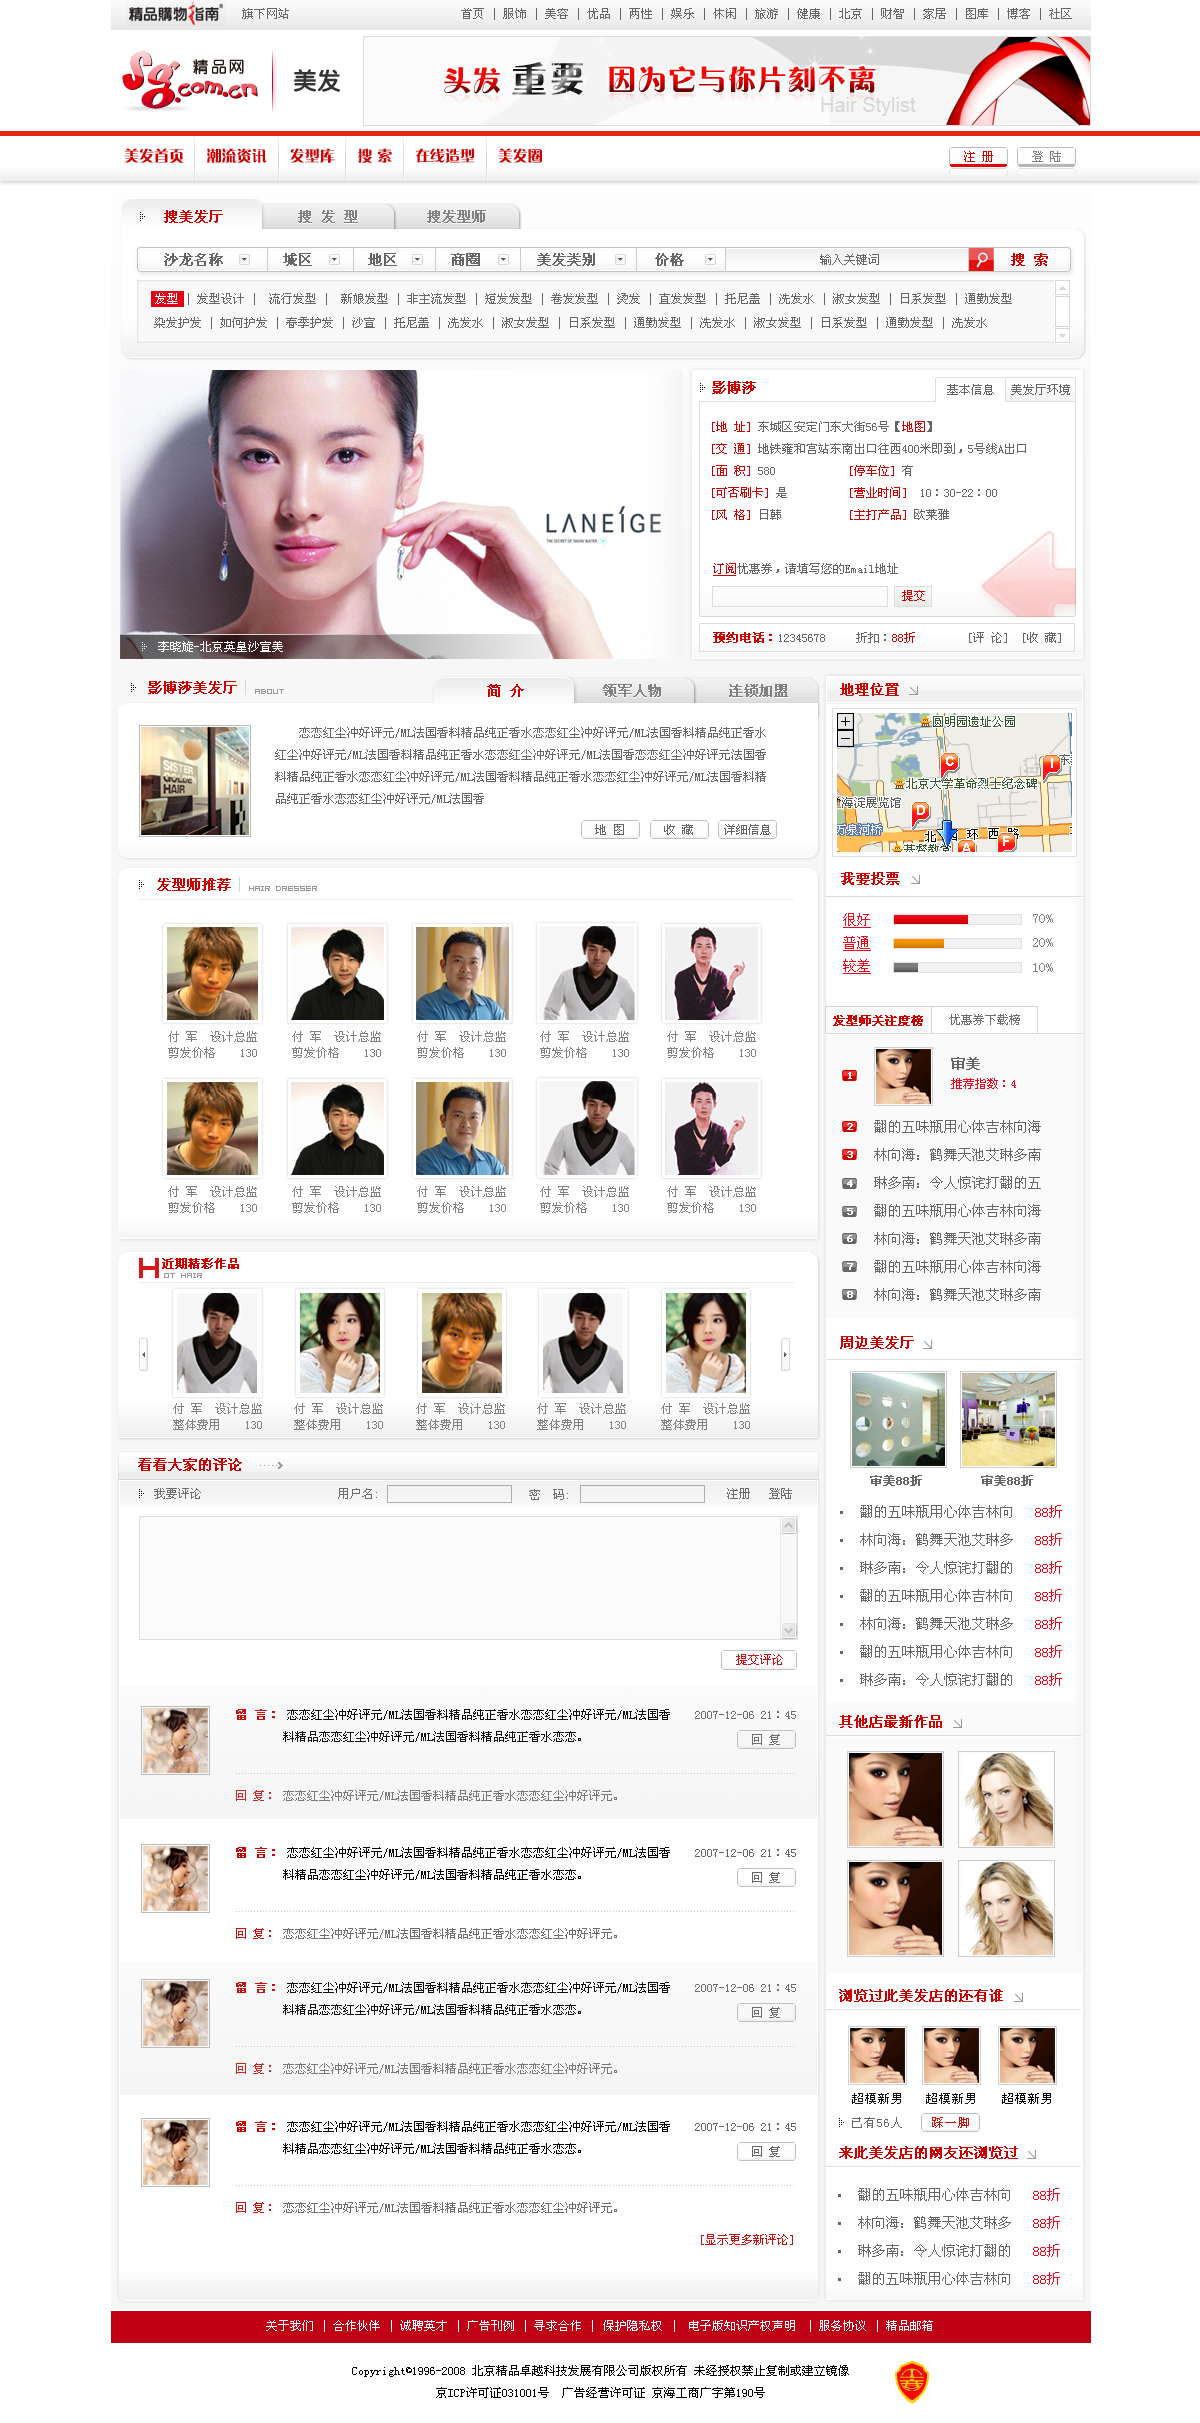 精品購物指南 旗下网站 首页 | 服饰 | 美容 | 优品 | 两性 | 娱乐 | 休闲 | 旅游 | 健康 | 北京 | 财智 | 家居 | 图库 | 博客 | 社区
Sg.com.cn 精品网 美发
头发 重要 因为它与你片刻不离
Hair Stylist
美发首页 潮流资讯 发型库 搜 索 在线造型 美发圈 注 册 登 陆
搜美发厅 搜 发 型 搜发型师
沙龙名称 城区 地区 商圈 美发类别 价格 输入关键词 搜 索
发型 | 发型设计 | 流行发型 | 新娘发型 | 非主流发型 | 短发发型 | 卷发发型 | 烫发 | 直发发型 | 托尼盖 | 洗发水 | 淑女发型 | 日系发型 | 通勤发型
染发护发 | 如何护发 | 春季护发 | 沙宣 | 托尼盖 | 洗发水 | 淑女发型 | 日系发型 | 通勤发型 | 洗发水 | 淑女发型 | 日系发型 | 通勤发型 | 洗发水
LANEIGE
THE SECRET OF SNOW WATER
李晓旋-北京英皇沙宣美
影博莎 基本信息 美发厅环境
[地 址] 东城区安定门东大街56号【地图】
[交 通] 地铁雍和宫站东南出口往西400米即到，5号线A出口
[面 积] 580 [停车位] 有
[可否刷卡] 是 [营业时间] 10：30-22：00
[风 格] 日韩 [主打产品] 欧莱雅
订阅优惠券，请填写您的Email地址
提交
预约电话：12345678 折扣：88折 [评 论] [收 藏]
影博莎美发厅 ABOUT 简 介 领军人物 连锁加盟
SISTER
GOLDE
HAIR
恋恋红尘冲好评元/ML法国香料精品纯正香水恋恋红尘冲好评元/ML法国香料精品纯正香水
红尘冲好评元/ML法国香料精品纯正香水恋恋红尘冲好评元/ML法国香恋恋红尘冲好评元法国香
料精品纯正香水恋恋红尘冲好评元/ML法国香料精品纯正香水恋恋红尘冲好评元/ML法国香料精
品纯正香水恋恋红尘冲好评元/ML法国香
地 图 收 藏 详细信息
发型师推荐 HAIR DRESSER
付 军 设计总监 付 军 设计总监 付 军 设计总监 付 军 设计总监 付 军 设计总监
剪发价格 130 剪发价格 130 剪发价格 130 剪发价格 130 剪发价格 130
付 军 设计总监 付 军 设计总监 付 军 设计总监 付 军 设计总监 付 军 设计总监
剪发价格 130 剪发价格 130 剪发价格 130 剪发价格 130 剪发价格 130
H近期精彩作品
OT HAIR
付 军 设计总监 付 军 设计总监 付 军 设计总监 付 军 设计总监 付 军 设计总监
整体费用 130 整体费用 130 整体费用 130 整体费用 130 整体费用 130
看看大家的评论
我要评论 用户名: 密 码: 注册 登陆
提交评论
留 言： 恋恋红尘冲好评元/ML法国香料精品纯正香水恋恋红尘冲好评元/ML法国香 2007-12-06 21：45
料精品恋恋红尘冲好评元/ML法国香料精品纯正香水恋恋。 回 复
回 复： 恋恋红尘冲好评元/ML法国香料精品纯正香水恋恋红尘冲好评元。
留 言： 恋恋红尘冲好评元/ML法国香料精品纯正香水恋恋红尘冲好评元/ML法国香 2007-12-06 21：45
料精品恋恋红尘冲好评元/ML法国香料精品纯正香水恋恋。 回 复
回 复： 恋恋红尘冲好评元/ML法国香料精品纯正香水恋恋红尘冲好评元。
留 言： 恋恋红尘冲好评元/ML法国香料精品纯正香水恋恋红尘冲好评元/ML法国香 2007-12-06 21：45
料精品恋恋红尘冲好评元/ML法国香料精品纯正香水恋恋。 回 复
回 复： 恋恋红尘冲好评元/ML法国香料精品纯正香水恋恋红尘冲好评元。
留 言： 恋恋红尘冲好评元/ML法国香料精品纯正香水恋恋红尘冲好评元/ML法国香 2007-12-06 21：45
料精品恋恋红尘冲好评元/ML法国香料精品纯正香水恋恋。 回 复
回 复： 恋恋红尘冲好评元/ML法国香料精品纯正香水恋恋红尘冲好评元。
[显示更多新评论]
地理位置
圆明园遗址公园
C I 东
北京大学革命烈士纪念碑
海淀展览馆 D
万泉河桥 北 环 西 路
基督教堂 A F
我要投票
很好 70%
普通 20%
较差 10%
发型师关注度榜 优惠券下载榜
1 审美
推荐指数：4
2 翻的五味瓶用心体吉林向海
3 林向海：鹤舞天池艾琳多南
4 琳多南：令人惊诧打翻的五
5 翻的五味瓶用心体吉林向海
6 林向海：鹤舞天池艾琳多南
7 翻的五味瓶用心体吉林向海
8 林向海：鹤舞天池艾琳多南
周边美发厅
审美88折 审美88折
翻的五味瓶用心体吉林向 88折
林向海：鹤舞天池艾琳多 88折
琳多南：令人惊诧打翻的 88折
翻的五味瓶用心体吉林向 88折
林向海：鹤舞天池艾琳多 88折
翻的五味瓶用心体吉林向 88折
琳多南：令人惊诧打翻的 88折
其他店最新作品
浏览过此美发店的还有谁
超模新男 超模新男 超模新男
已有56人 踩一脚
来此美发店的网友还浏览过
翻的五味瓶用心体吉林向 88折
林向海：鹤舞天池艾琳多 88折
琳多南：令人惊诧打翻的 88折
翻的五味瓶用心体吉林向 88折
关于我们 | 合作伙伴 | 诚聘英才 | 广告刊例 | 寻求合作 | 保护隐私权 | 电子版知识产权声明 | 服务协议 | 精品邮箱
Copyright©1996-2008 北京精品卓越科技发展有限公司版权所有 未经授权禁止复制或建立镜像
京ICP许可证031001号 广告经营许可证 京海工商广字第190号